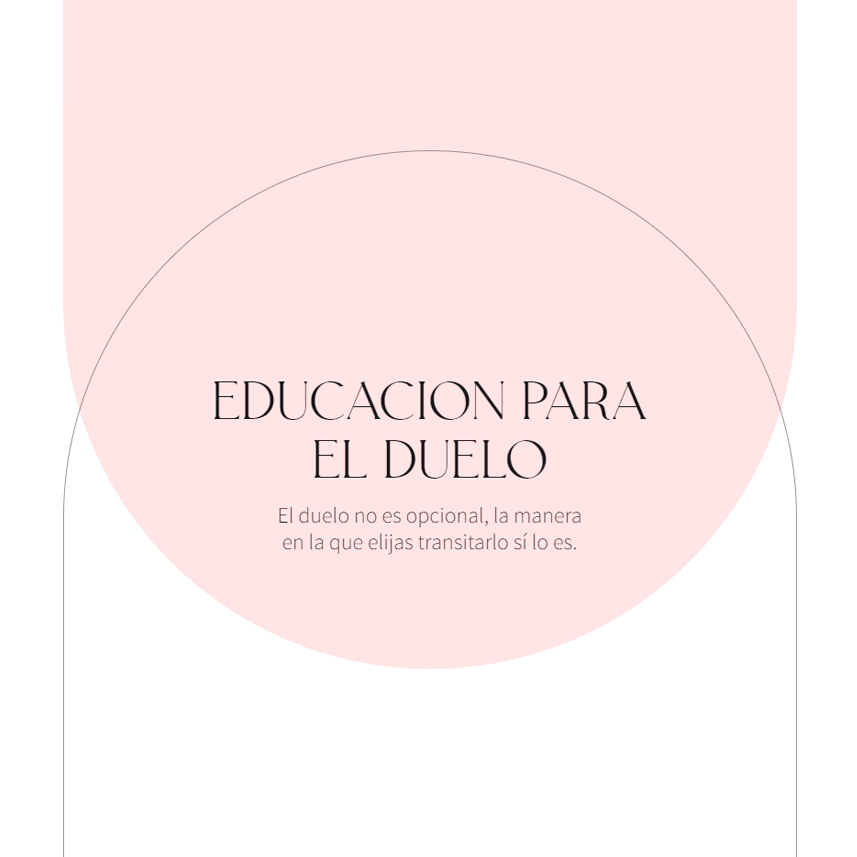 EDUCACION PARA
EL DUELO
El duelo no es opcional, la manera
en la que elijas transitarlo sí lo es.